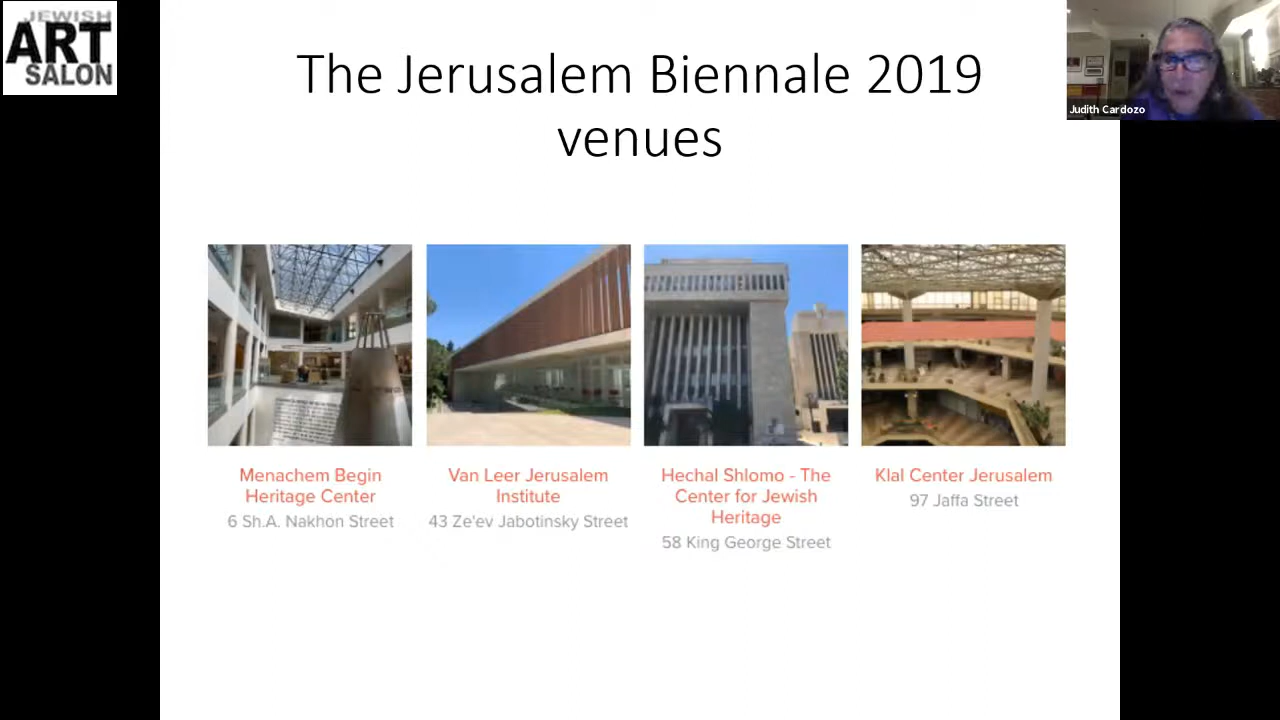 JEWISH
ART
SALON
The Jerusalem Biennale 2019
venues
Judith Cardozo
Menachem Begin
Heritage Center
6 Sh.A. Nakhon Street
Van Leer Jerusalem
Institute
43 Ze'ev Jabotinsky Street
Hechal Shlomo - The
Center for Jewish
Heritage
58 King George Street
Klal Center Jerusalem
97 Jaffa Street